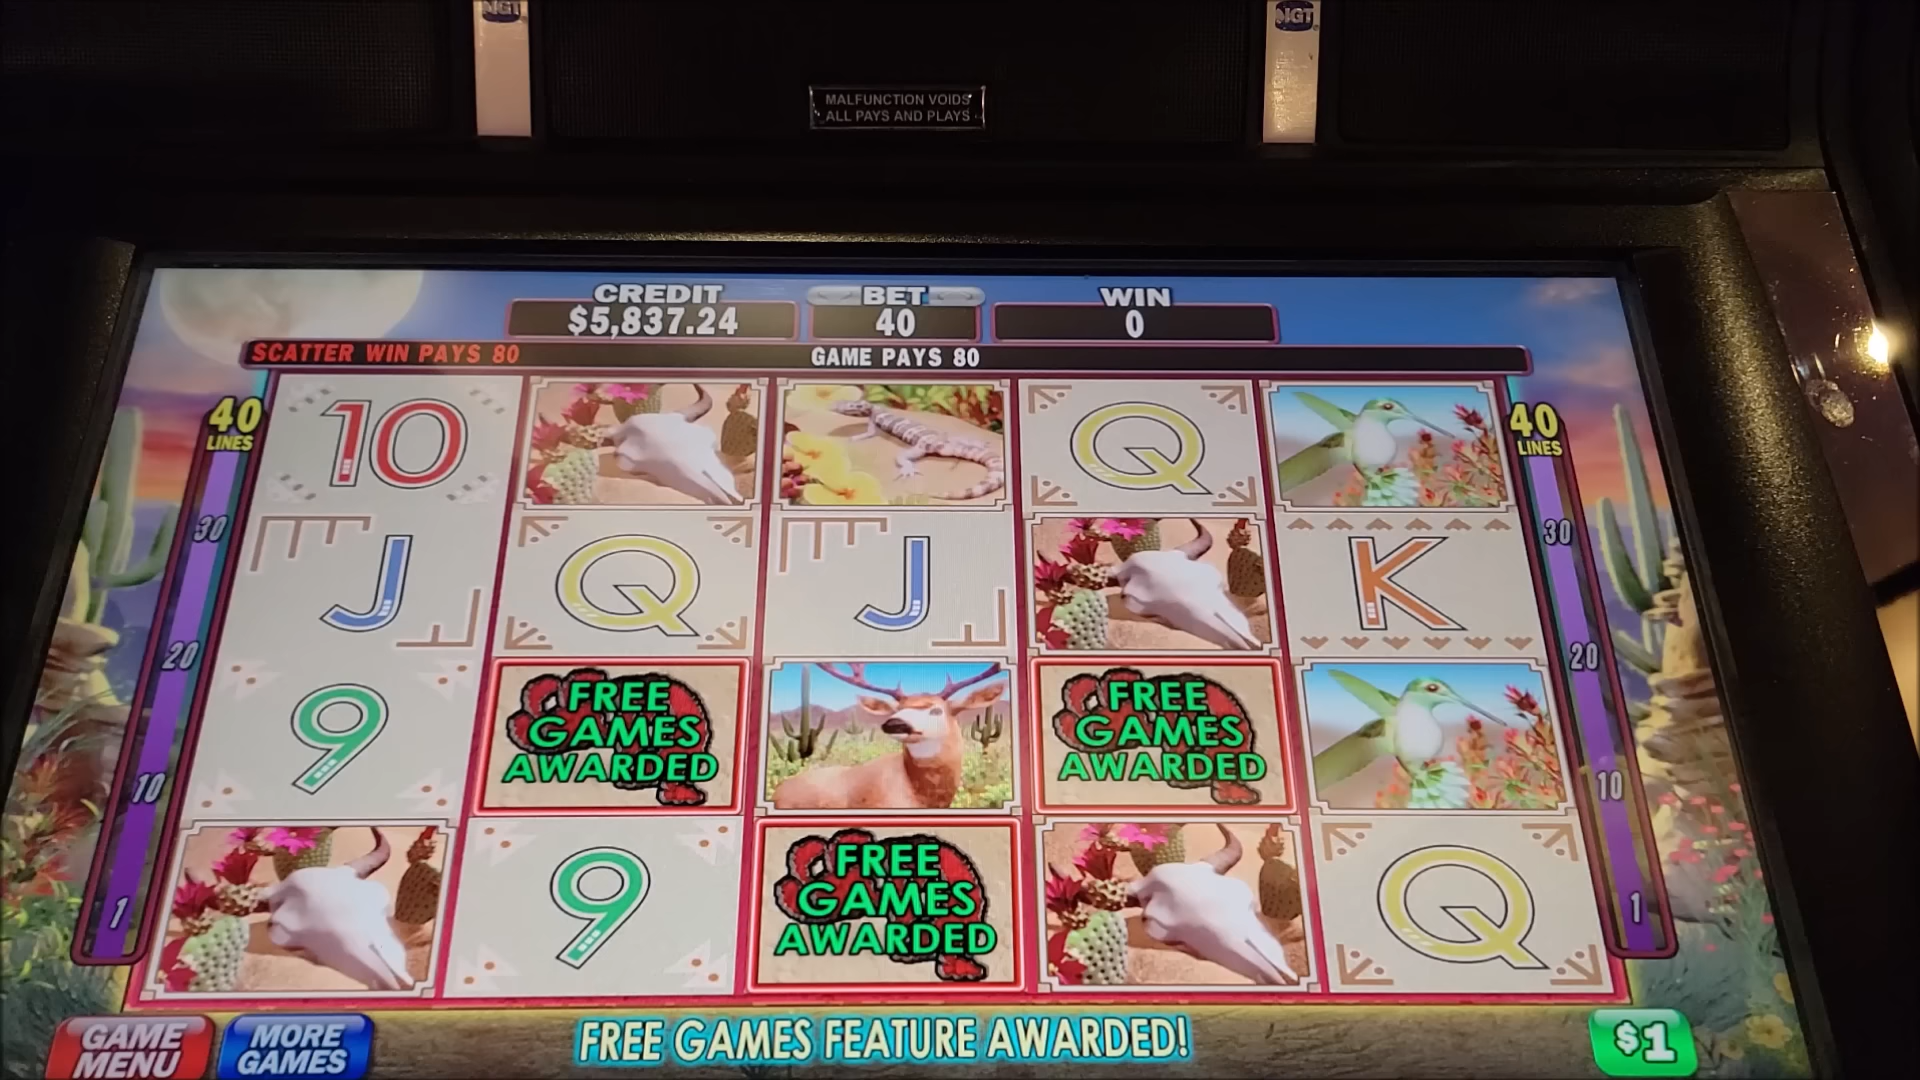 IGT
IGT
MALFUNCTION VOIDS
ALL PAYS AND PLAYS
CREDIT
$5,837.24
BET
40
WIN
0
SCATTER WIN PAYS 80
GAME PAYS 80
40
LINES
30
20
10
1
10
Q
J
Q
J
K
9
FREE
GAMES
AWARDED
FREE
GAMES
AWARDED
9
FREE
GAMES
AWARDED
Q
40
LINES
30
20
10
1
GAME
MENU
MORE
GAMES
FREE GAMES FEATURE AWARDED!
$1